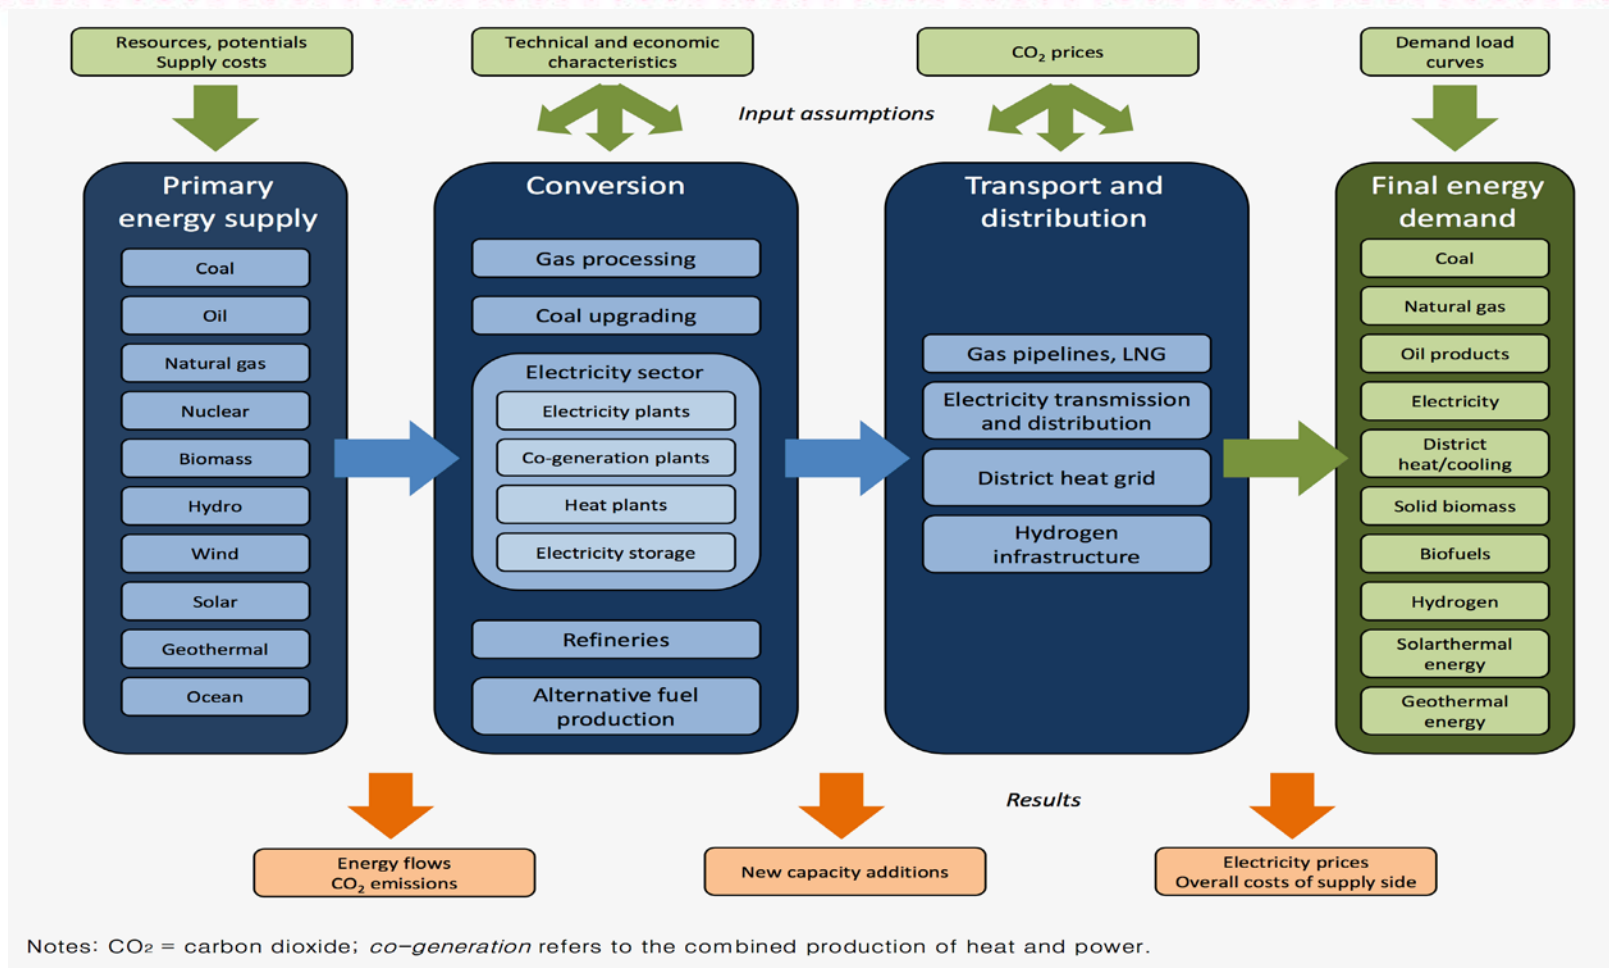 Resources, potentials
Supply costs
Technical and economic
characteristics
CO₂ prices
Demand load
curves
Input assumptions
Primary
energy supply
Coal
Oil
Natural gas
Nuclear
Biomass
Hydro
Wind
Solar
Geothermal
Ocean
Conversion
Gas processing
Coal upgrading
Electricity sector
Electricity plants
Co-generation plants
Heat plants
Electricity storage
Refineries
Alternative fuel
production
Transport and
distribution
Gas pipelines, LNG
Electricity transmission
and distribution
District heat grid
Hydrogen
infrastructure
Final energy
demand
Coal
Natural gas
Oil products
Electricity
District
heat/cooling
Solid biomass
Biofuels
Hydrogen
Solarthermal
energy
Geothermal
energy
Results
Energy flows
CO₂ emissions
New capacity additions
Electricity prices
Overall costs of supply side
Notes: CO₂ = carbon dioxide; co-generation refers to the combined production of heat and power.